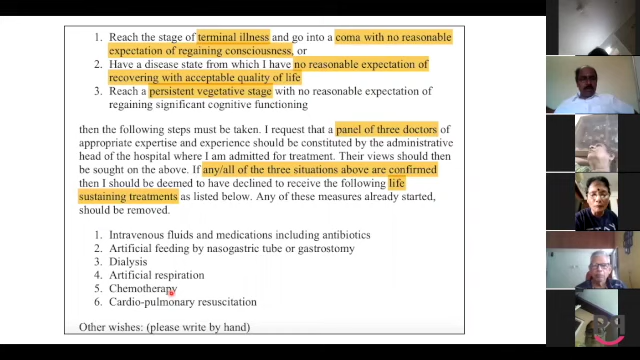 1. Reach the stage of terminal illness and go into a coma with no reasonable
expectation of regaining consciousness, or
2. Have a disease state from which I have no reasonable expectation of
recovering with acceptable quality of life
3. Reach a persistent vegetative stage with no reasonable expectation of
regaining significant cognitive functioning
then the following steps must be taken. I request that a panel of three doctors of
appropriate expertise and experience should be constituted by the administrative
head of the hospital where I am admitted for treatment. Their views should then
be sought on the above. If any/all of the three situations above are confirmed
then I should be deemed to have declined to receive the following life
sustaining treatments as listed below. Any of these measures already started,
should be removed.
1. Intravenous fluids and medications including antibiotics
2. Artificial feeding by nasogastric tube or gastrostomy
3. Dialysis
4. Artificial respiration
5. Chemotherapy
6. Cardio-pulmonary resuscitation
Other wishes: (please write by hand)